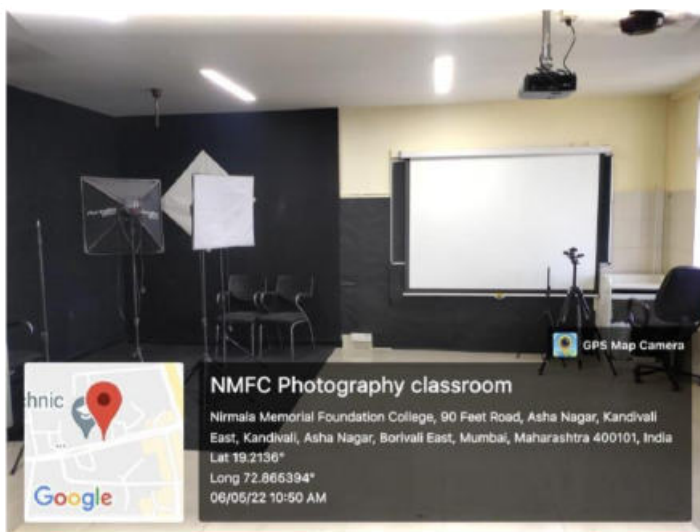 GPS Map Camera
NMFC Photography classroom
Nirmala Memorial Foundation College, 90 Feet Road, Asha Nagar, Kandivali
East, Kandivali, Asha Nagar, Borivali East, Mumbai, Maharashtra 400101, India
Lat 19.2136°
Long 72.865394°
06/05/22 10:50 AM
hnic
...
Google